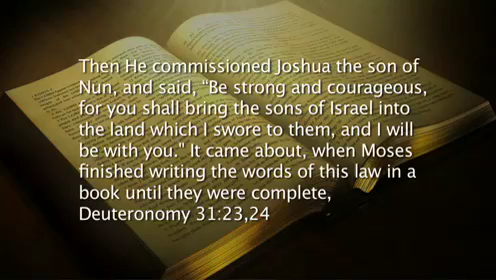 Then He commissioned Joshua the son of
Nun, and said, “Be strong and courageous,
for you shall bring the sons of Israel into
the land which I swore to them, and I will
be with you." It came about, when Moses
finished writing the words of this law in a
book until they were complete,
Deuteronomy 31:23,24